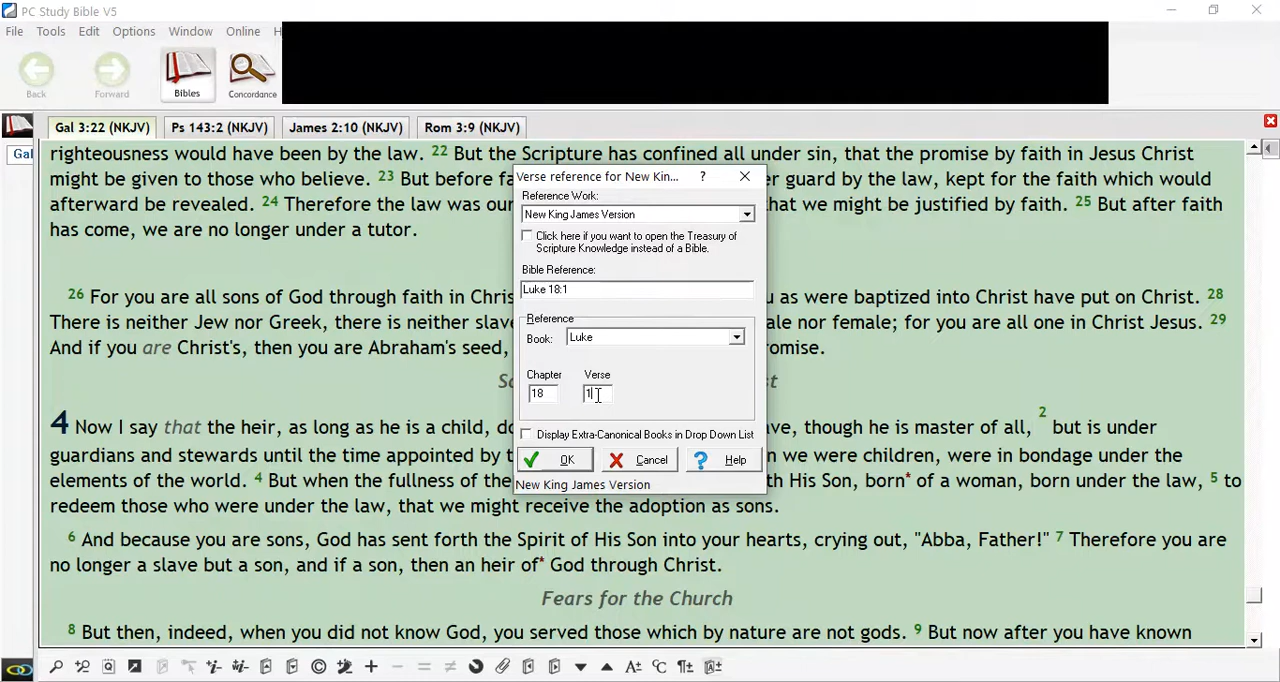 PC Study Bible V5
File Tools Edit Options Window Online H
Back Forward Bibles Concordance
Gal 3:22 (NKJV) Ps 143:2 (NKJV) James 2:10 (NKJV) Rom 3:9 (NKJV)
Gal
righteousness would have been by the law. 22 But the Scripture has confined all under sin, that the promise by faith in Jesus Christ
might be given to those who believe. 23 But before fa er guard by the law, kept for the faith which would
afterward be revealed. 24 Therefore the law was our that we might be justified by faith. 25 But after faith
has come, we are no longer under a tutor.
26 For you are all sons of God through faith in Chris u as were baptized into Christ have put on Christ. 28
There is neither Jew nor Greek, there is neither slave ale nor female; for you are all one in Christ Jesus. 29
And if you are Christ's, then you are Abraham's seed, omise.
4 Now I say that the heir, as long as he is a child, do ave, though he is master of all, 2 but is under
guardians and stewards until the time appointed by t n we were children, were in bondage under the
elements of the world. 4 But when the fullness of the th His Son, born* of a woman, born under the law, 5 to
redeem those who were under the law, that we might receive the adoption as sons.
6 And because you are sons, God has sent forth the Spirit of His Son into your hearts, crying out, "Abba, Father!" 7 Therefore you are
no longer a slave but a son, and if a son, then an heir of* God through Christ.
Fears for the Church
8 But then, indeed, when you did not know God, you served those which by nature are not gods. 9 But now after you have known
Verse reference for New Kin... ?
Reference Work:
New King James Version
Click here if you want to open the Treasury of
Scripture Knowledge instead of a Bible.
Bible Reference:
Luke 18:1
Reference
Book: Luke
Chapter Verse
18 1
Display Extra-Canonical Books in Drop Down List
OK Cancel ? Help
New King James Version